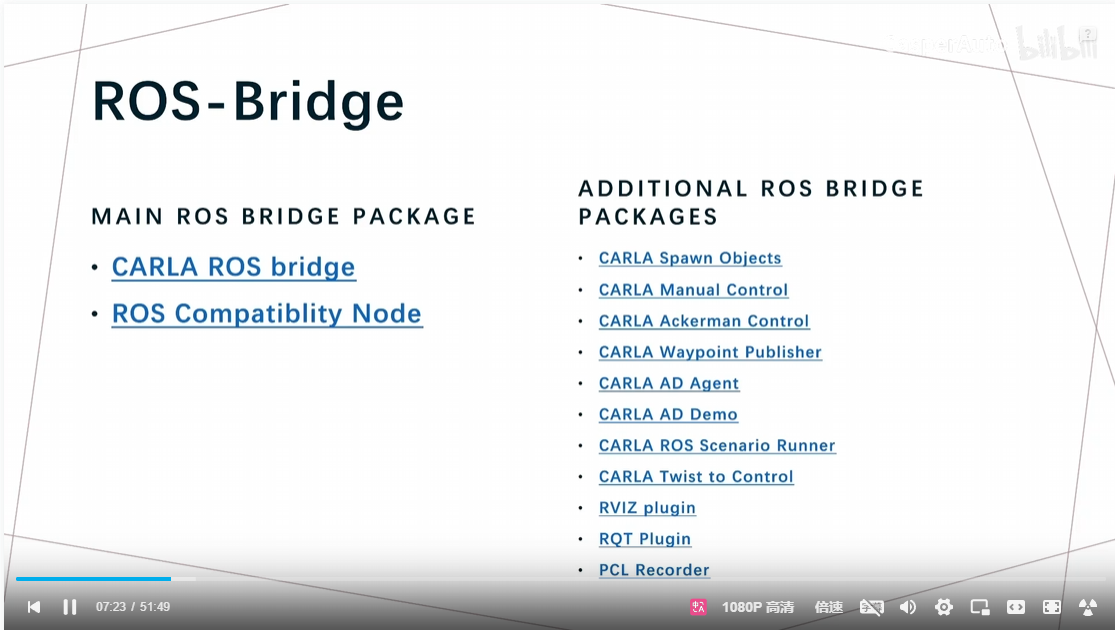 bilibili
ROS-Bridge
MAIN ROS BRIDGE PACKAGE
• CARLA ROS bridge
• ROS Compatiblity Node
ADDITIONAL ROS BRIDGE
PACKAGES
• CARLA Spawn Objects
• CARLA Manual Control
• CARLA Ackerman Control
• CARLA Waypoint Publisher
• CARLA AD Agent
• CARLA AD Demo
• CARLA ROS Scenario Runner
• CARLA Twist to Control
• RVIZ plugin
• RQT Plugin
• PCL Recorder
07:23 / 51:49
1080P 高清
倍速